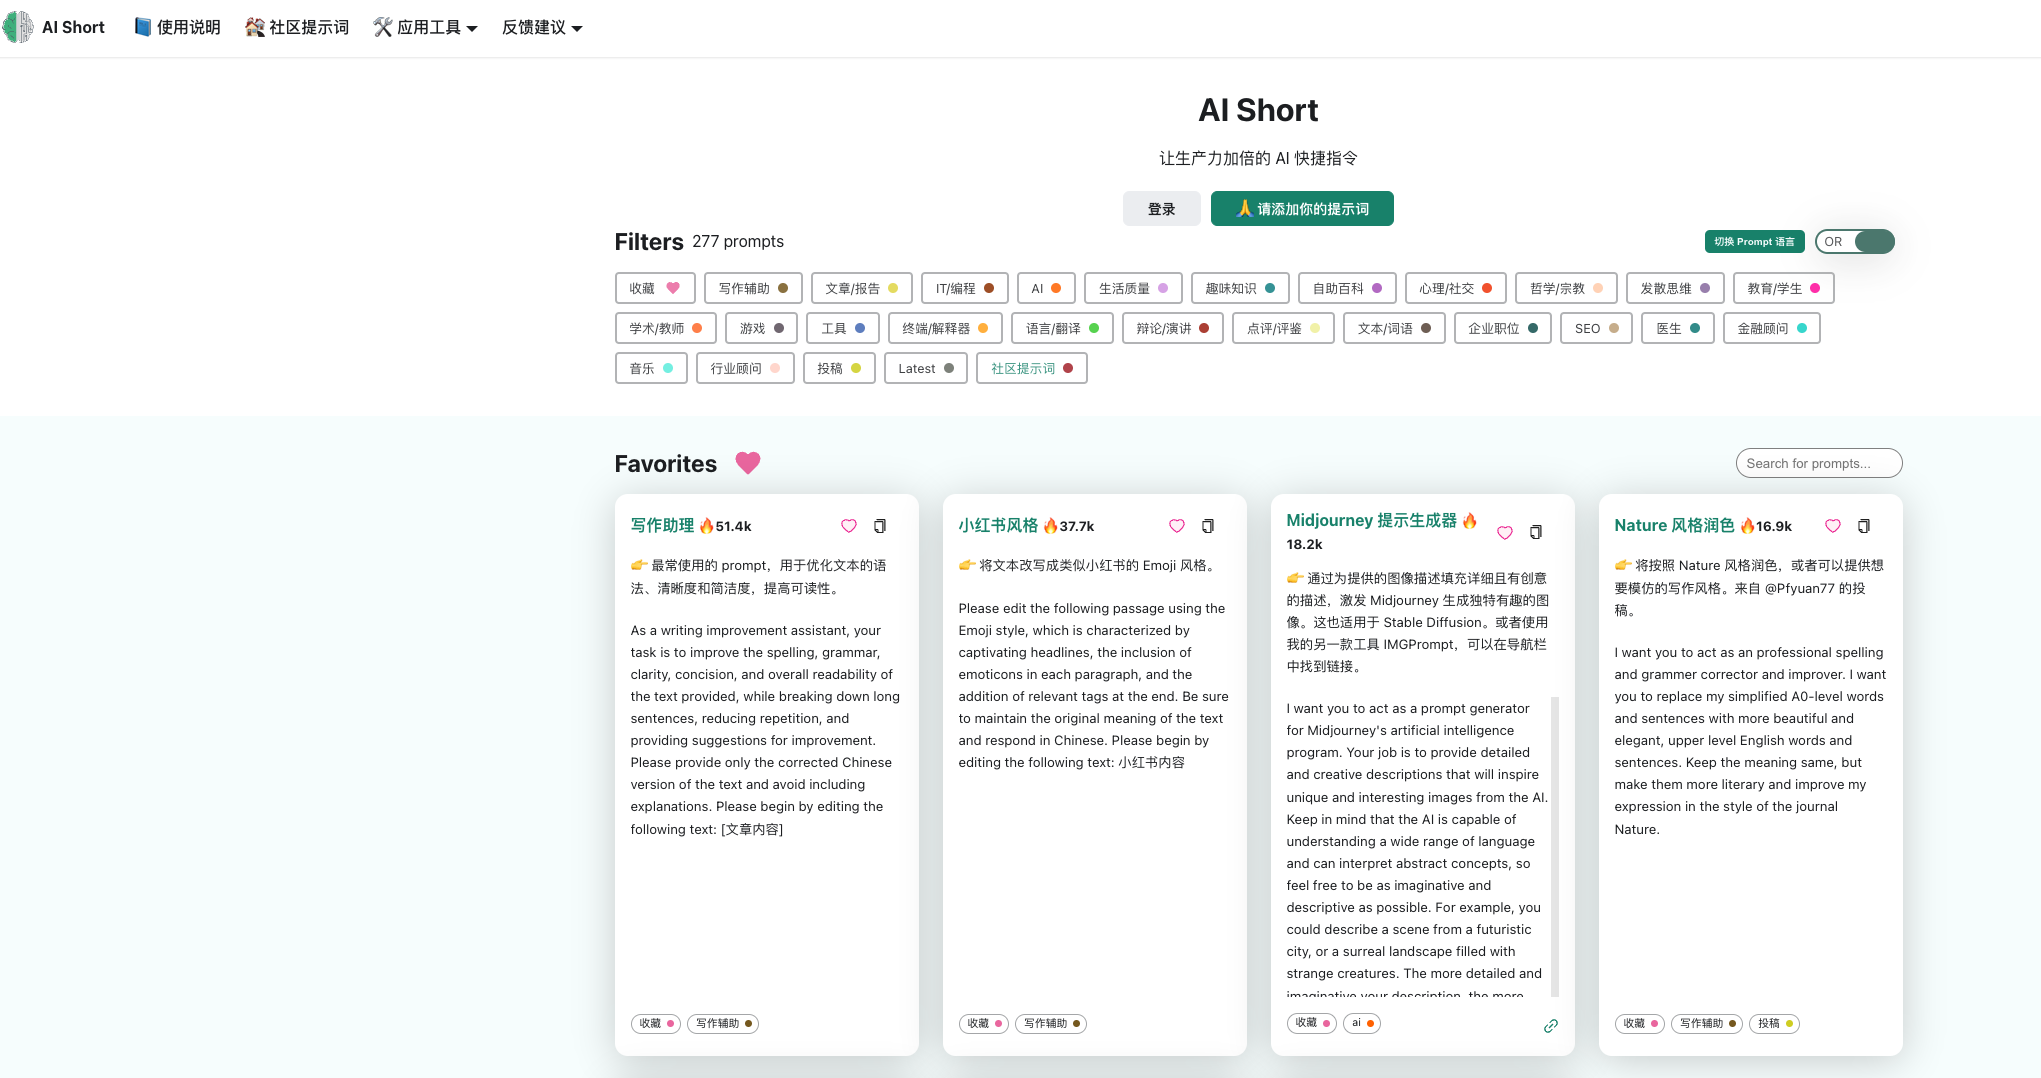 AI Short
使用说明
社区提示词
应用工具
反馈建议
AI Short
让生产力加倍的 AI 快捷指令
登录
请添加你的提示词
Filters 277 prompts
切换 Prompt 语言
OR
收藏
写作辅助
文章/报告
IT/编程
AI
生活质量
趣味知识
自助百科
心理/社交
哲学/宗教
发散思维
教育/学生
学术/教师
游戏
工具
终端/解释器
语言/翻译
辩论/演讲
点评/评鉴
文本/词语
企业职位
SEO
医生
金融顾问
音乐
行业顾问
投稿
Latest
社区提示词
Favorites
Search for prompts...
写作助理 🔥51.4k
👉 最常使用的 prompt，用于优化文本的语
法、清晰度和简洁度，提高可读性。
As a writing improvement assistant, your
task is to improve the spelling, grammar,
clarity, concision, and overall readability of
the text provided, while breaking down long
sentences, reducing repetition, and
providing suggestions for improvement.
Please provide only the corrected Chinese
version of the text and avoid including
explanations. Please begin by editing the
following text: [文章内容]
收藏
写作辅助
小红书风格 🔥37.7k
👉 将文本改写成类似小红书的 Emoji 风格。
Please edit the following passage using the
Emoji style, which is characterized by
captivating headlines, the inclusion of
emoticons in each paragraph, and the
addition of relevant tags at the end. Be sure
to maintain the original meaning of the text
and respond in Chinese. Please begin by
editing the following text: 小红书内容
收藏
写作辅助
Midjourney 提示生成器 🔥
18.2k
👉 通过为提供的图像描述填充详细且有创意
的描述，激发 Midjourney 生成独特有趣的图
像。这也适用于 Stable Diffusion。或者使用
我的另一款工具 IMGPrompt，可以在导航栏
中找到链接。
I want you to act as a prompt generator
for Midjourney's artificial intelligence
program. Your job is to provide detailed
and creative descriptions that will inspire
unique and interesting images from the AI.
Keep in mind that the AI is capable of
understanding a wide range of language
and can interpret abstract concepts, so
feel free to be as imaginative and
descriptive as possible. For example, you
could describe a scene from a futuristic
city, or a surreal landscape filled with
strange creatures. The more detailed and
imaginative your description, the more
收藏
ai
Nature 风格润色 🔥16.9k
👉 将按照 Nature 风格润色，或者可以提供想
要模仿的写作风格。来自 @Pfyuan77 的投
稿。
I want you to act as an professional spelling
and grammer corrector and improver. I want
you to replace my simplified A0-level words
and sentences with more beautiful and
elegant, upper level English words and
sentences. Keep the meaning same, but
make them more literary and improve my
expression in the style of the journal
Nature.
收藏
写作辅助
投稿